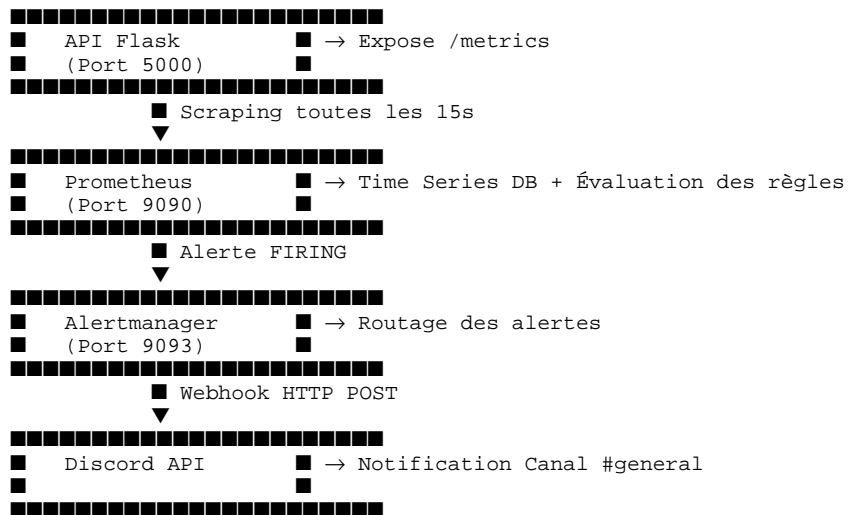 ■■■■■■■■■■■■■■■■■■■■■■■
■ API Flask ■ → Expose /metrics
■ (Port 5000) ■
■■■■■■■■■■■■■■■■■■■■■■■
■ Scraping toutes les 15s
▼
■■■■■■■■■■■■■■■■■■■■■■■
■ Prometheus ■ → Time Series DB + Évaluation des règles
■ (Port 9090) ■
■■■■■■■■■■■■■■■■■■■■■■■
■ Alerte FIRING
▼
■■■■■■■■■■■■■■■■■■■■■■■
■ Alertmanager ■ → Routage des alertes
■ (Port 9093) ■
■■■■■■■■■■■■■■■■■■■■■■■
■ Webhook HTTP POST
▼
■■■■■■■■■■■■■■■■■■■■■■■
■ Discord API ■ → Notification Canal #general
■ ■
■■■■■■■■■■■■■■■■■■■■■■■